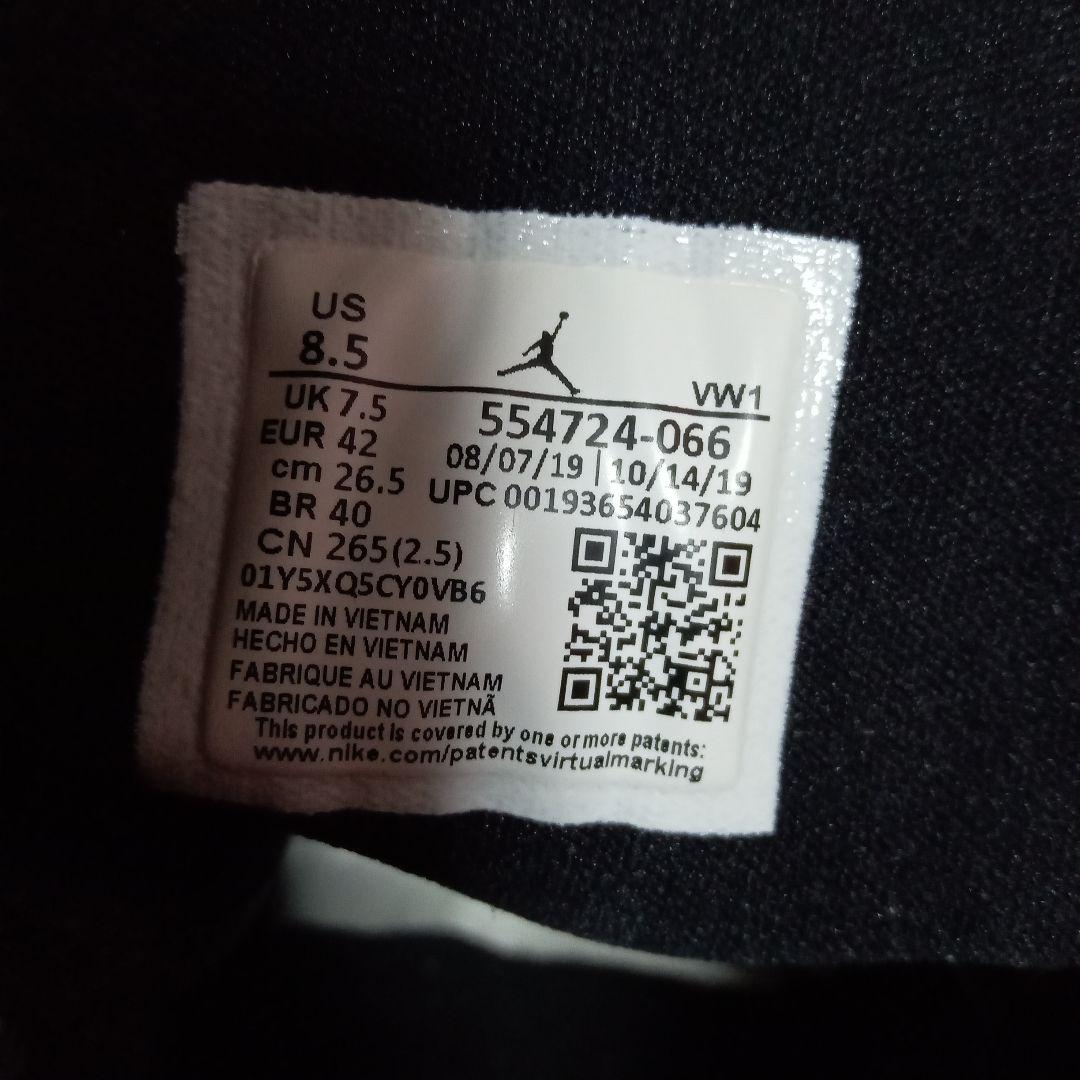 US
8.5
VW1
UK 7.5
554724-066
EUR 42
08/07/19 | 10/14/19
cm 26.5
UPC 00193654037604
BR 40
CN 265(2.5)
01Y5XQ5CY0VB6
MADE IN VIETNAM
HECHO EN VIETNAM
FABRIQUE AU VIETNAM
FABRICADO NO VIETNÃ
This product is covered by one or more patents:
www.nike.com/patentsvirtualmarking